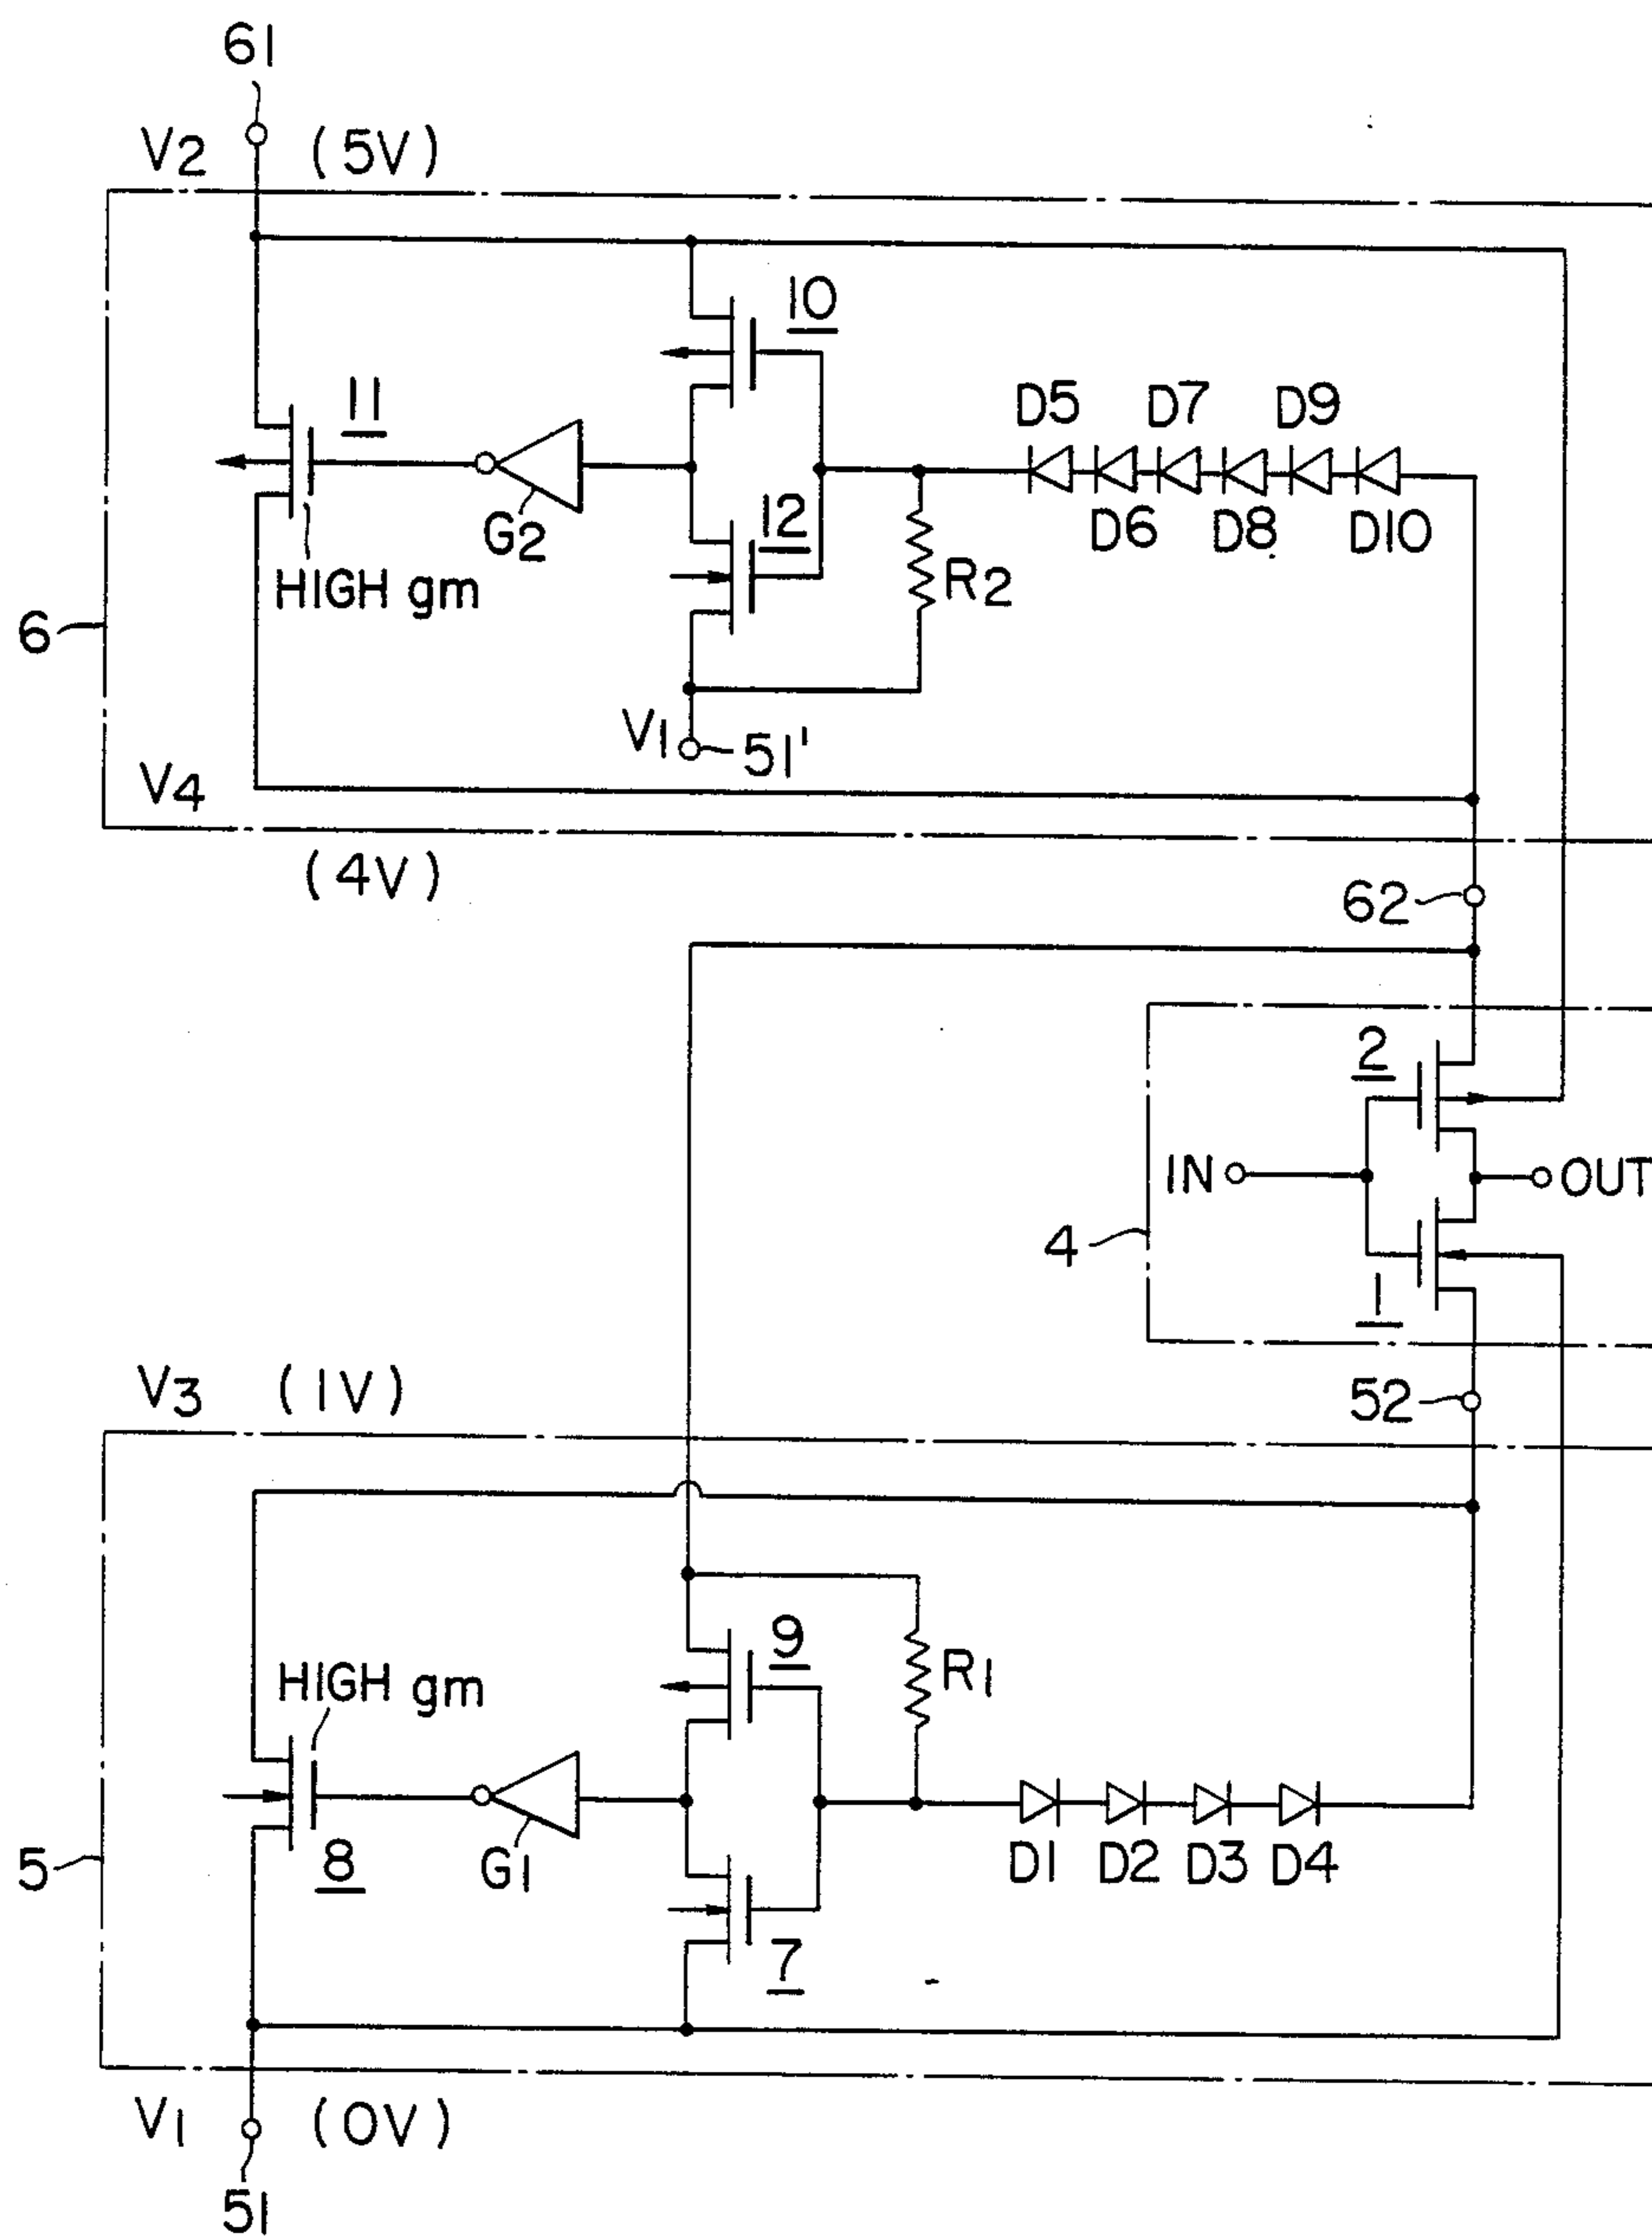 61
V2 (5V)
10
11
D5 D7 D9
G2
12
D6 D8 D10
HIGH gm
R2
6
V1
51'
V4
(4V)
62
2
IN
OUT
4
1
V3 (1V)
52
9
HIGH gm
R1
8
G1
D1 D2 D3 D4
5
7
V1 (0V)
51